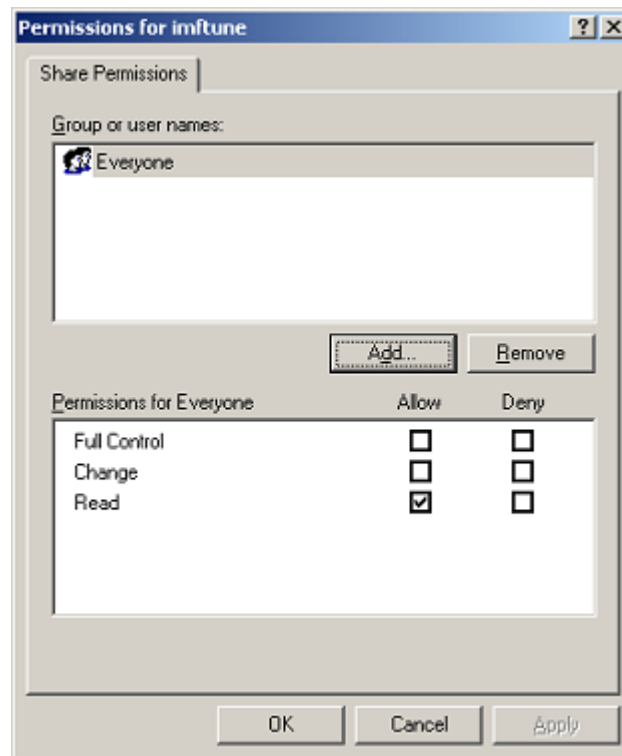 Permissions for imftune
Share Permissions
Group or user names:
Everyone
Add... Remove
Permissions for Everyone Allow Deny
Full Control
Change
Read
OK Cancel Apply